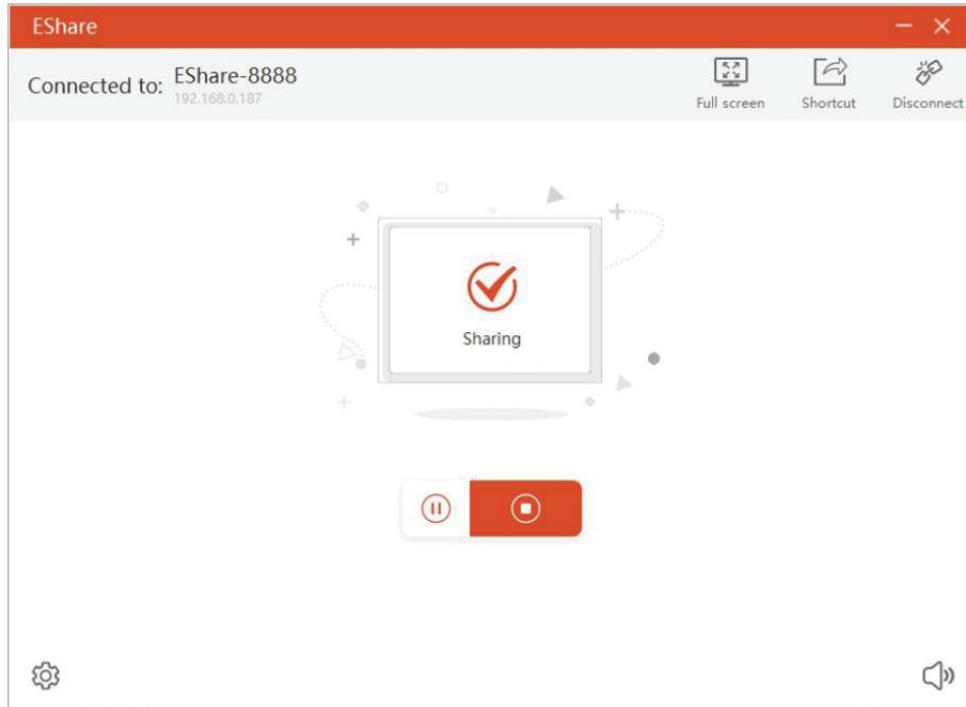 EShare
Connected to: EShare-8888
192.168.0.187
Full screen
Shortcut
Disconnect
Sharing